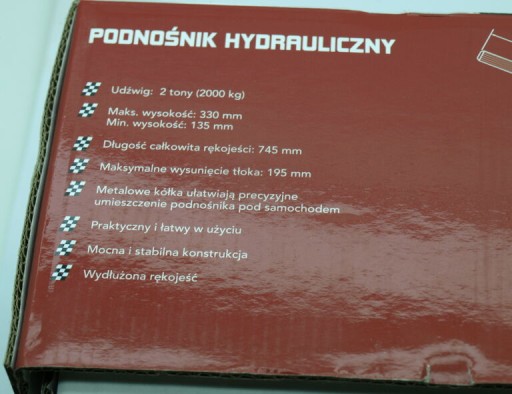 PODNOŚNIK HYDRAULICZNY
Udźwig: 2 tony (2000 kg)
Maks. wysokość: 330 mm
Min. wysokość: 135 mm
Długość całkowita rękojeści: 745 mm
Maksymalne wysunięcie tłoka: 195 mm
Metalowe kółka ułatwiają precyzyjne
umieszczenie podnośnika pod samochodem
Praktyczny i łatwy w użyciu
Mocna i stabilna konstrukcja
Wydłużona rękojeść